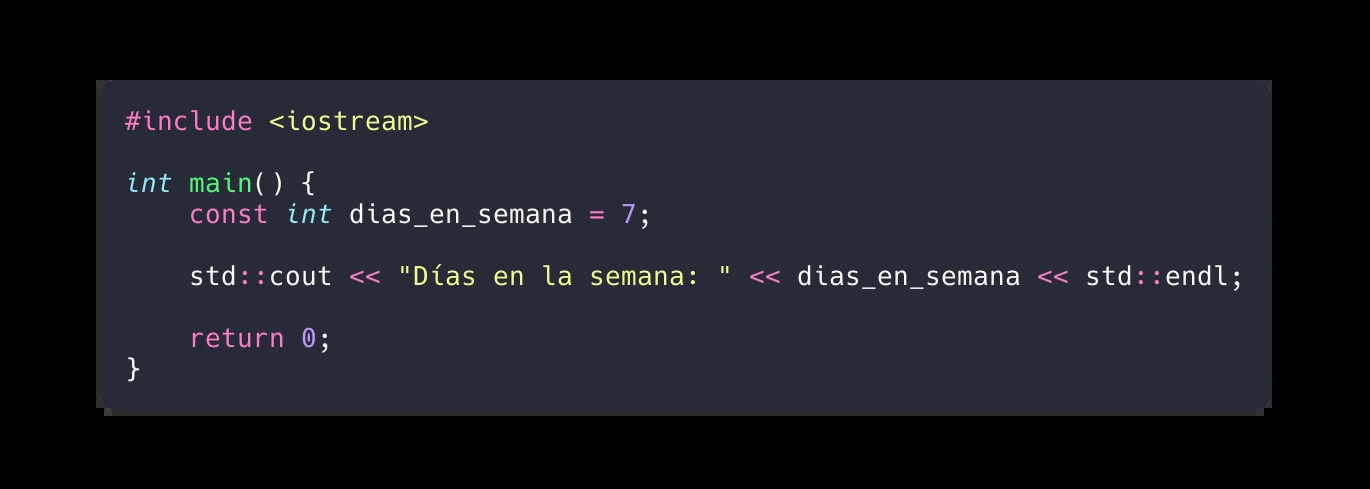 #include <iostream>
int main() {
    const int dias_en_semana = 7;
    std::cout << "Días en la semana: " << dias_en_semana << std::endl;
    return 0;
}